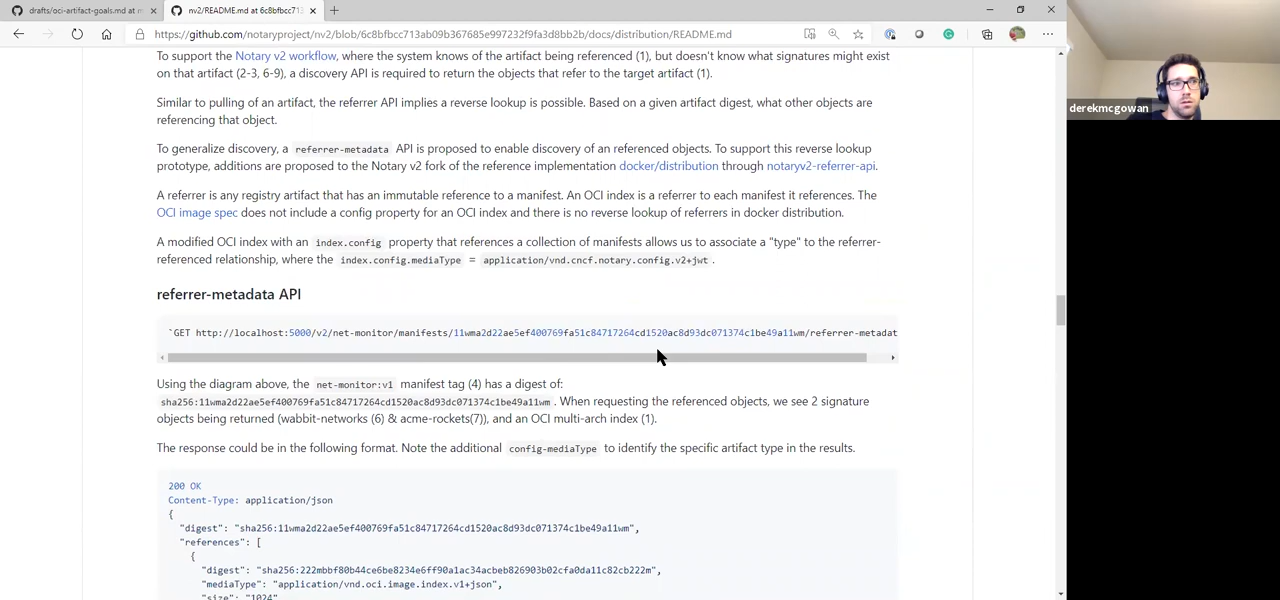 drafts/oci-artifact-goals.md at m
nv2/README.md at 6c8bfbcc713
https://github.com/notaryproject/nv2/blob/6c8bfbcc713ab09b367685e997232f9fa3d8bb2b/docs/distribution/README.md
derekmcgowan
To support the Notary v2 workflow, where the system knows of the artifact being referenced (1), but doesn't know what signatures might exist
on that artifact (2-3, 6-9), a discovery API is required to return the objects that refer to the target artifact (1).
Similar to pulling of an artifact, the referrer API implies a reverse lookup is possible. Based on a given artifact digest, what other objects are
referencing that object.
To generalize discovery, a referrer-metadata API is proposed to enable discovery of an referenced objects. To support this reverse lookup
prototype, additions are proposed to the Notary v2 fork of the reference implementation docker/distribution through notaryv2-referrer-api.
A referrer is any registry artifact that has an immutable reference to a manifest. An OCI index is a referrer to each manifest it references. The
OCI image spec does not include a config property for an OCI index and there is no reverse lookup of referrers in docker distribution.
A modified OCI index with an index.config property that references a collection of manifests allows us to associate a "type" to the referrer-
referenced relationship, where the index.config.mediaType = application/vnd.cncf.notary.config.v2+jwt .
referrer-metadata API
`GET http://localhost:5000/v2/net-monitor/manifests/11wma2d22ae5ef400769fa51c84717264cd1520ac8d93dc071374c1be49a11wm/referrer-metadat
Using the diagram above, the net-monitor:v1 manifest tag (4) has a digest of:
sha256:11wma2d22ae5ef400769fa51c84717264cd1520ac8d93dc071374c1be49a11wm . When requesting the referenced objects, we see 2 signature
objects being returned (wabbit-networks (6) & acme-rockets(7)), and an OCI multi-arch index (1).
The response could be in the following format. Note the additional config-mediaType to identify the specific artifact type in the results.
200 OK
Content-Type: application/json
{
"digest": "sha256:11wma2d22ae5ef400769fa51c84717264cd1520ac8d93dc071374c1be49a11wm",
"references": [
{
"digest": "sha256:222mbbf80b44ce6be8234e6ff90a1ac34acbeb826903b02cfa0da11c82cb222m",
"mediaType": "application/vnd.oci.image.index.v1+json",
"size": "1024"